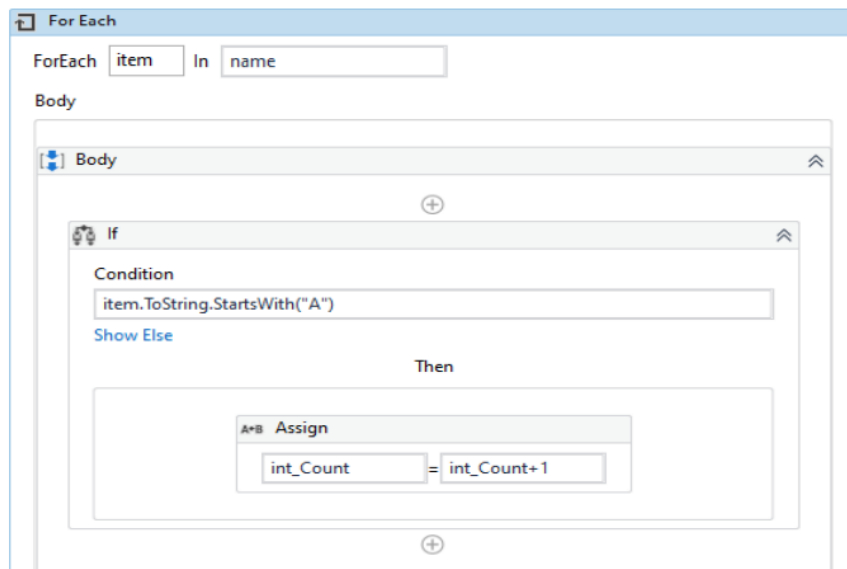 For Each
ForEach item In name
Body
Body
If
Condition
item.ToString.StartsWith("A")
Show Else
Then
A+B Assign
int_Count = int_Count+1